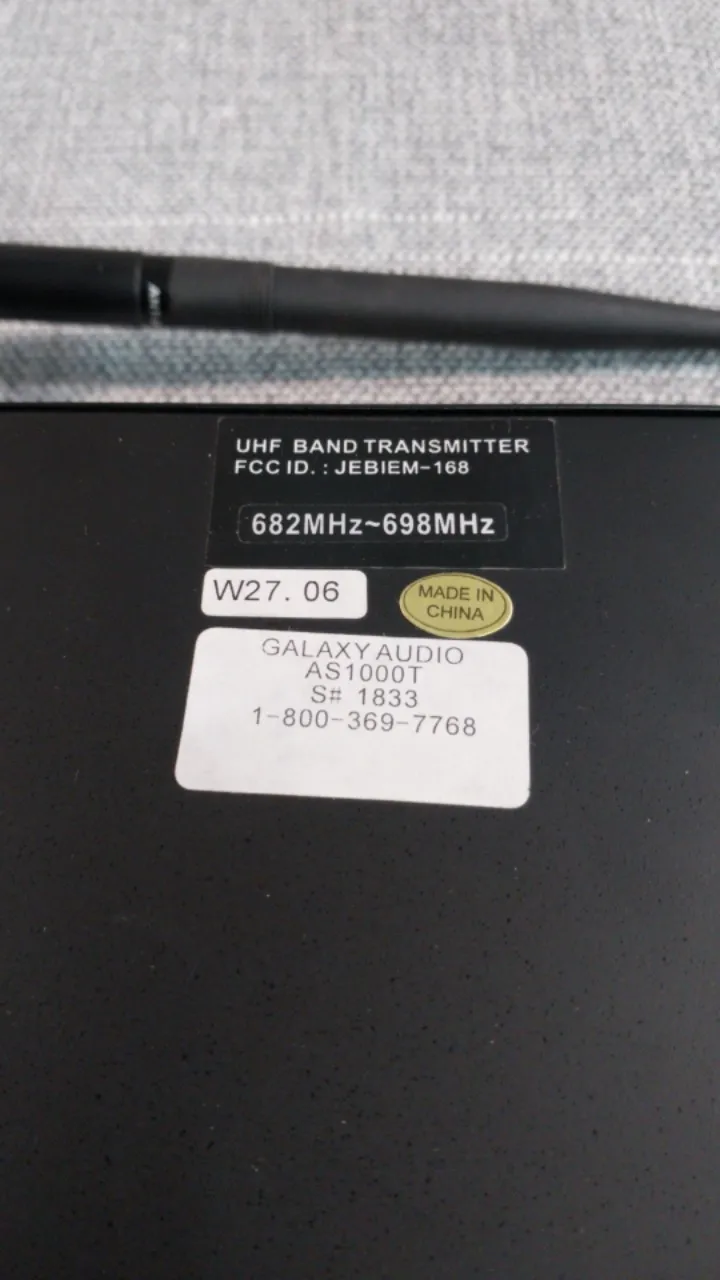 UHF BAND TRANSMITTER
FCC ID. : JEBIEM-168
682MHz~698MHz
W27. 06
MADE IN
CHINA
GALAXY AUDIO
AS1000T
S# 1833
1-800-369-7768